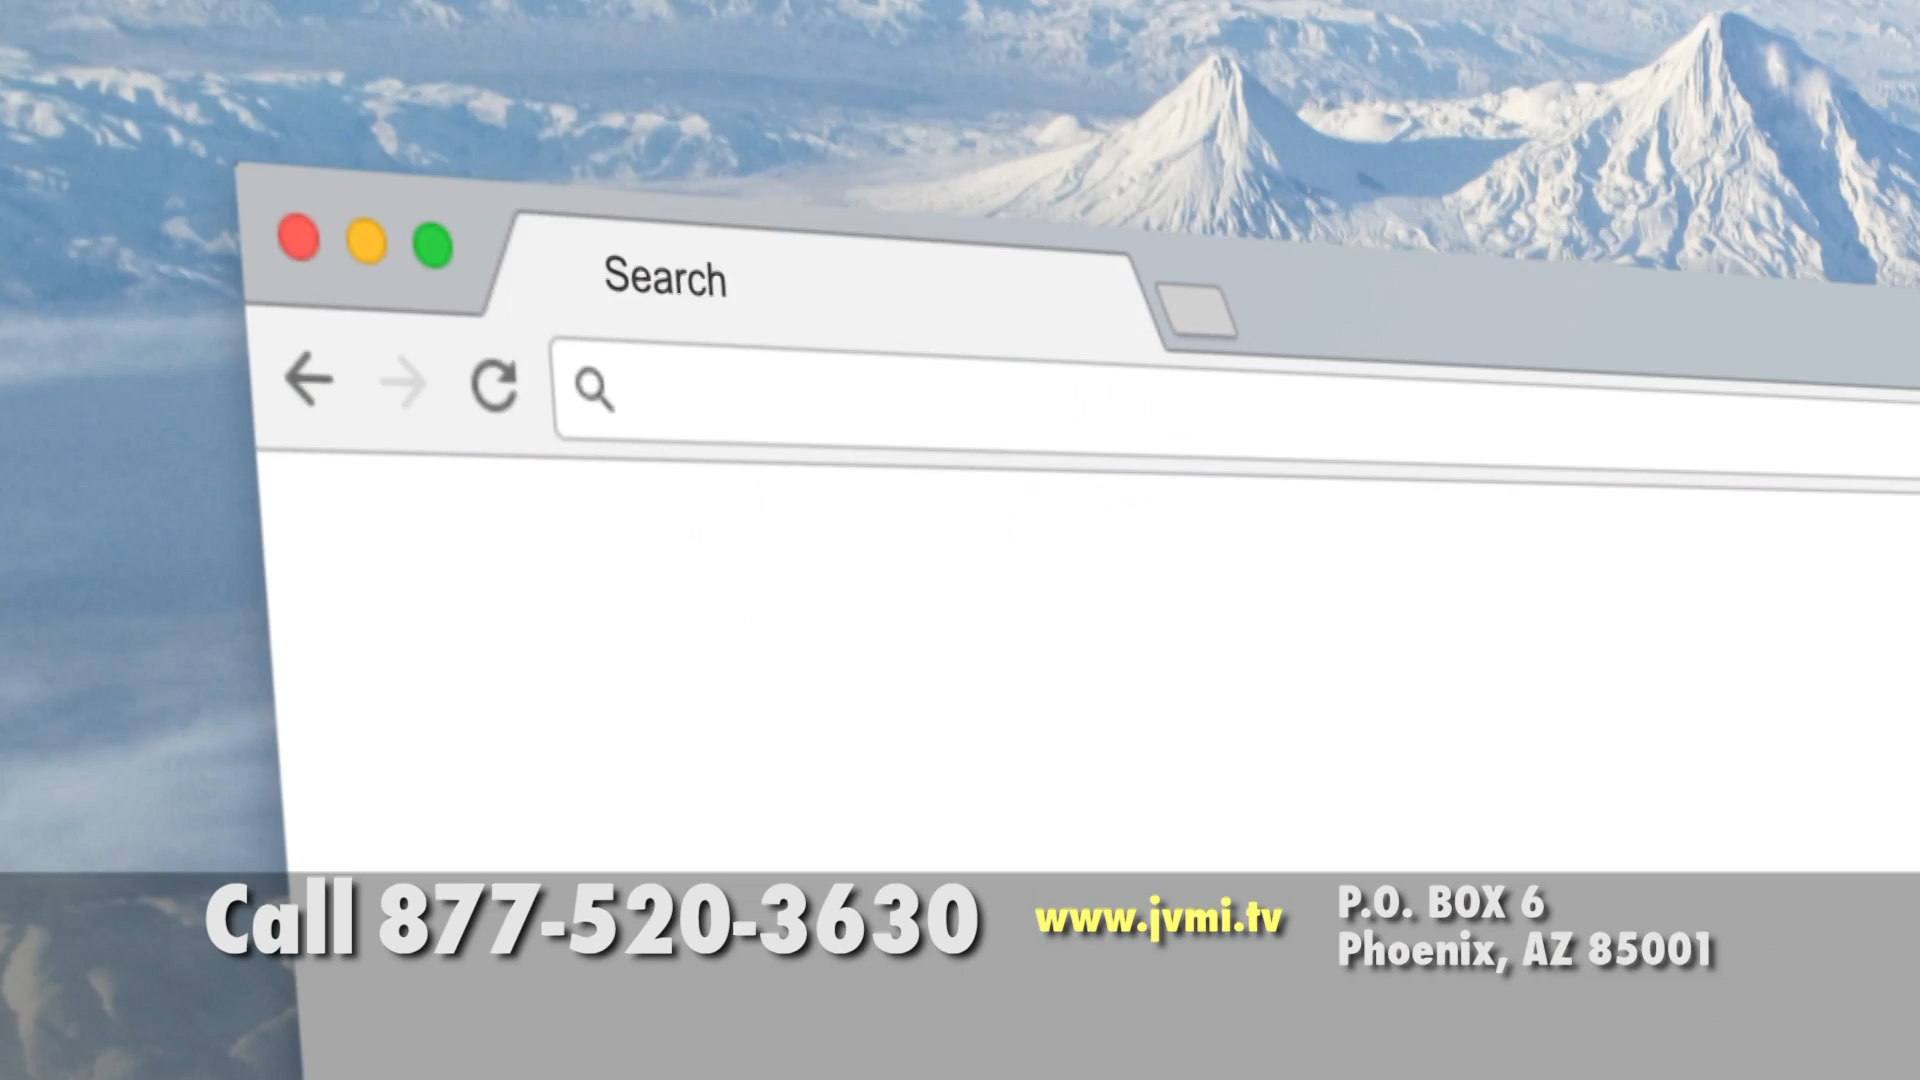 Search
Call 877-520-3630
www.jvmi.tv
P.O. BOX 6
Phoenix, AZ 85001